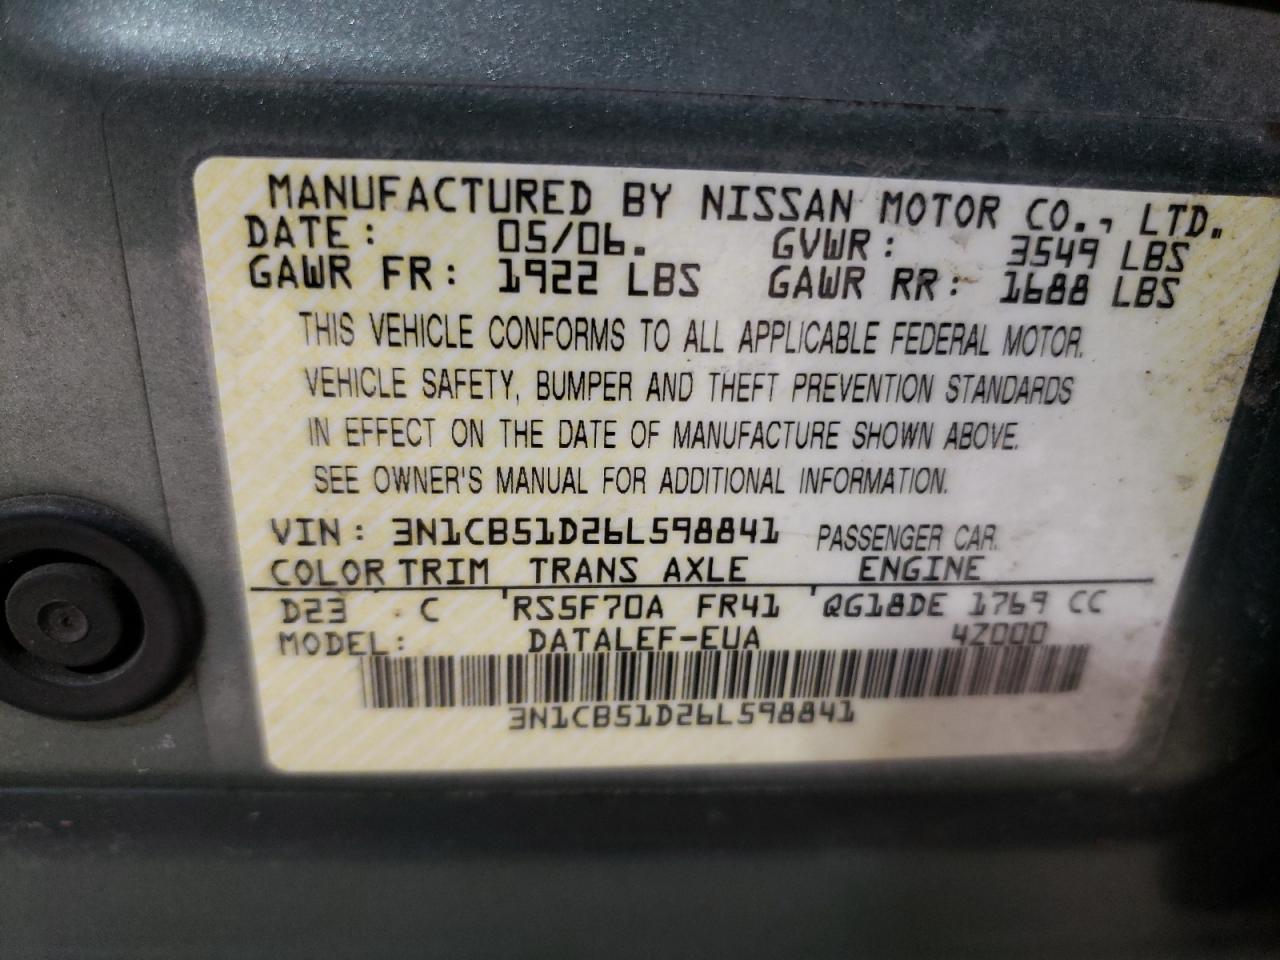 MANUFACTURED BY NISSAN MOTOR CO., LTD.
DATE: 05/06. GVWR: 3549 LBS
GAWR FR: 1922 LBS GAWR RR: 1688 LBS
THIS VEHICLE CONFORMS TO ALL APPLICABLE FEDERAL MOTOR.
VEHICLE SAFETY, BUMPER AND THEFT PREVENTION STANDARDS
IN EFFECT ON THE DATE OF MANUFACTURE SHOWN ABOVE.
SEE OWNER'S MANUAL FOR ADDITIONAL INFORMATION.
VIN: 3N1CB51D26L598841 PASSENGER CAR.
COLOR TRIM TRANS AXLE ENGINE
D23 . C 'RS5F70A FR41 'QG18DE 1769 CC
MODEL: DATALEF-EUA 4Z000
3N1CB51D26L598841